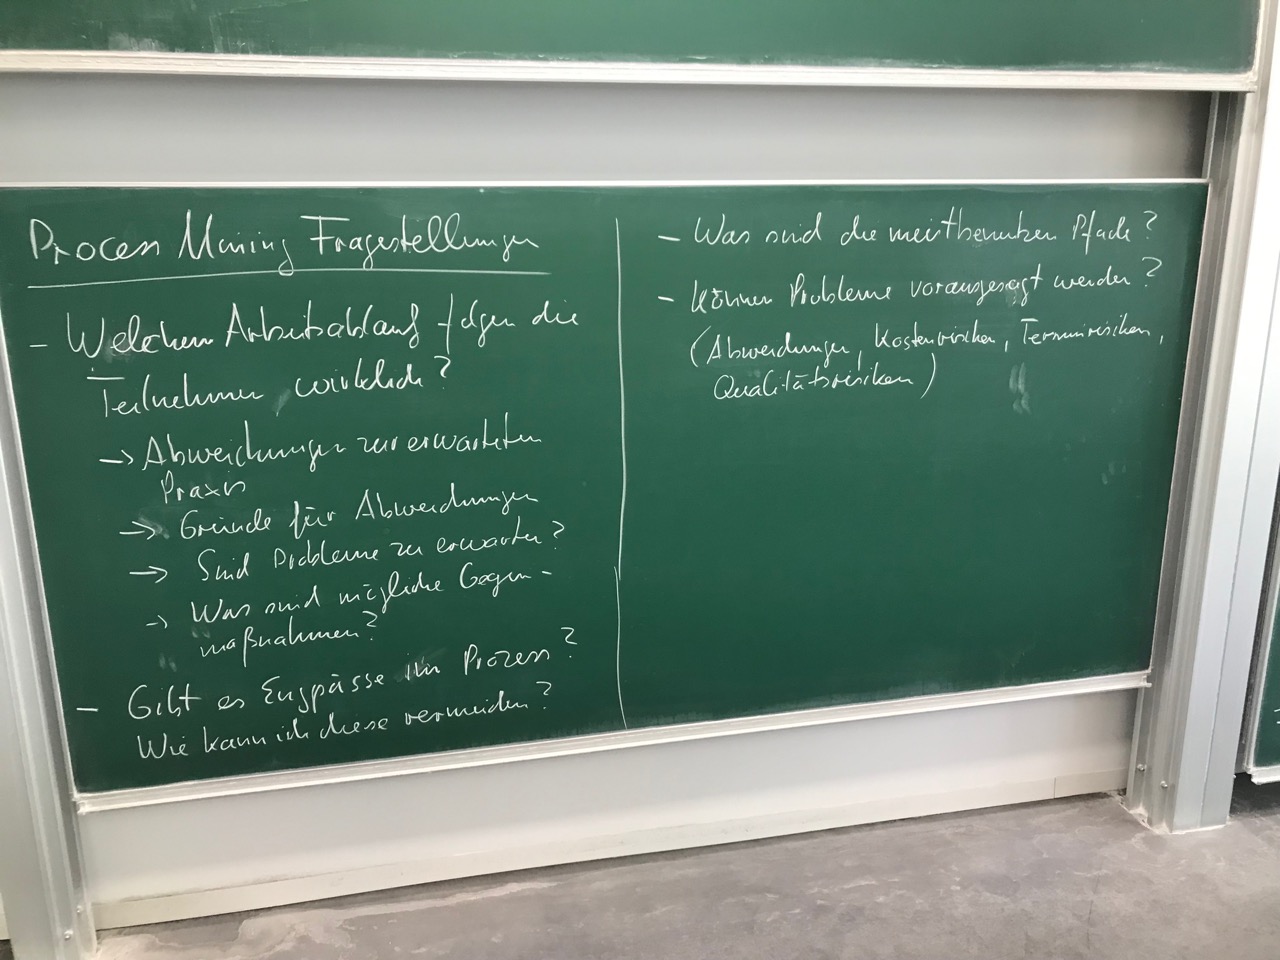 Process Mining Fragestellungen
- Welchem Arbeitsablauf folgen die
Teilnehmer wirklich?
-> Abweichungen zur erwarteten
Praxis
-> Gründe für Abweichungen
-> Sind Probleme zu erwarten?
-> Was sind mögliche Gegen-
maßnahmen?
- Gibt es Engpässe im Prozess?
Wie kann ich diese vermeiden?
- Was sind die meistbenutzten Pfade?
- Können Probleme vorausgesagt werden?
(Abweichungen, Kostenrisiken, Terminrisiken,
Qualitätsrisiken)